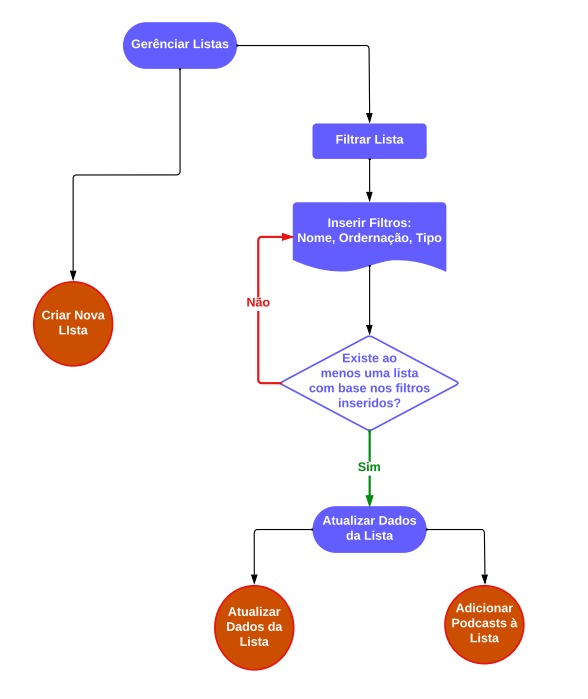 Gerênciar Listas
Filtrar Lista
Inserir Filtros:
Nome, Ordernação, Tipo
Não
Criar Nova
LIsta
Existe ao
menos uma lista
com base nos filtros
inseridos?
Sim
Atualizar Dados
da Lista
Atualizar
Dados da
Lista
Adicionar
Podcasts à
Lista